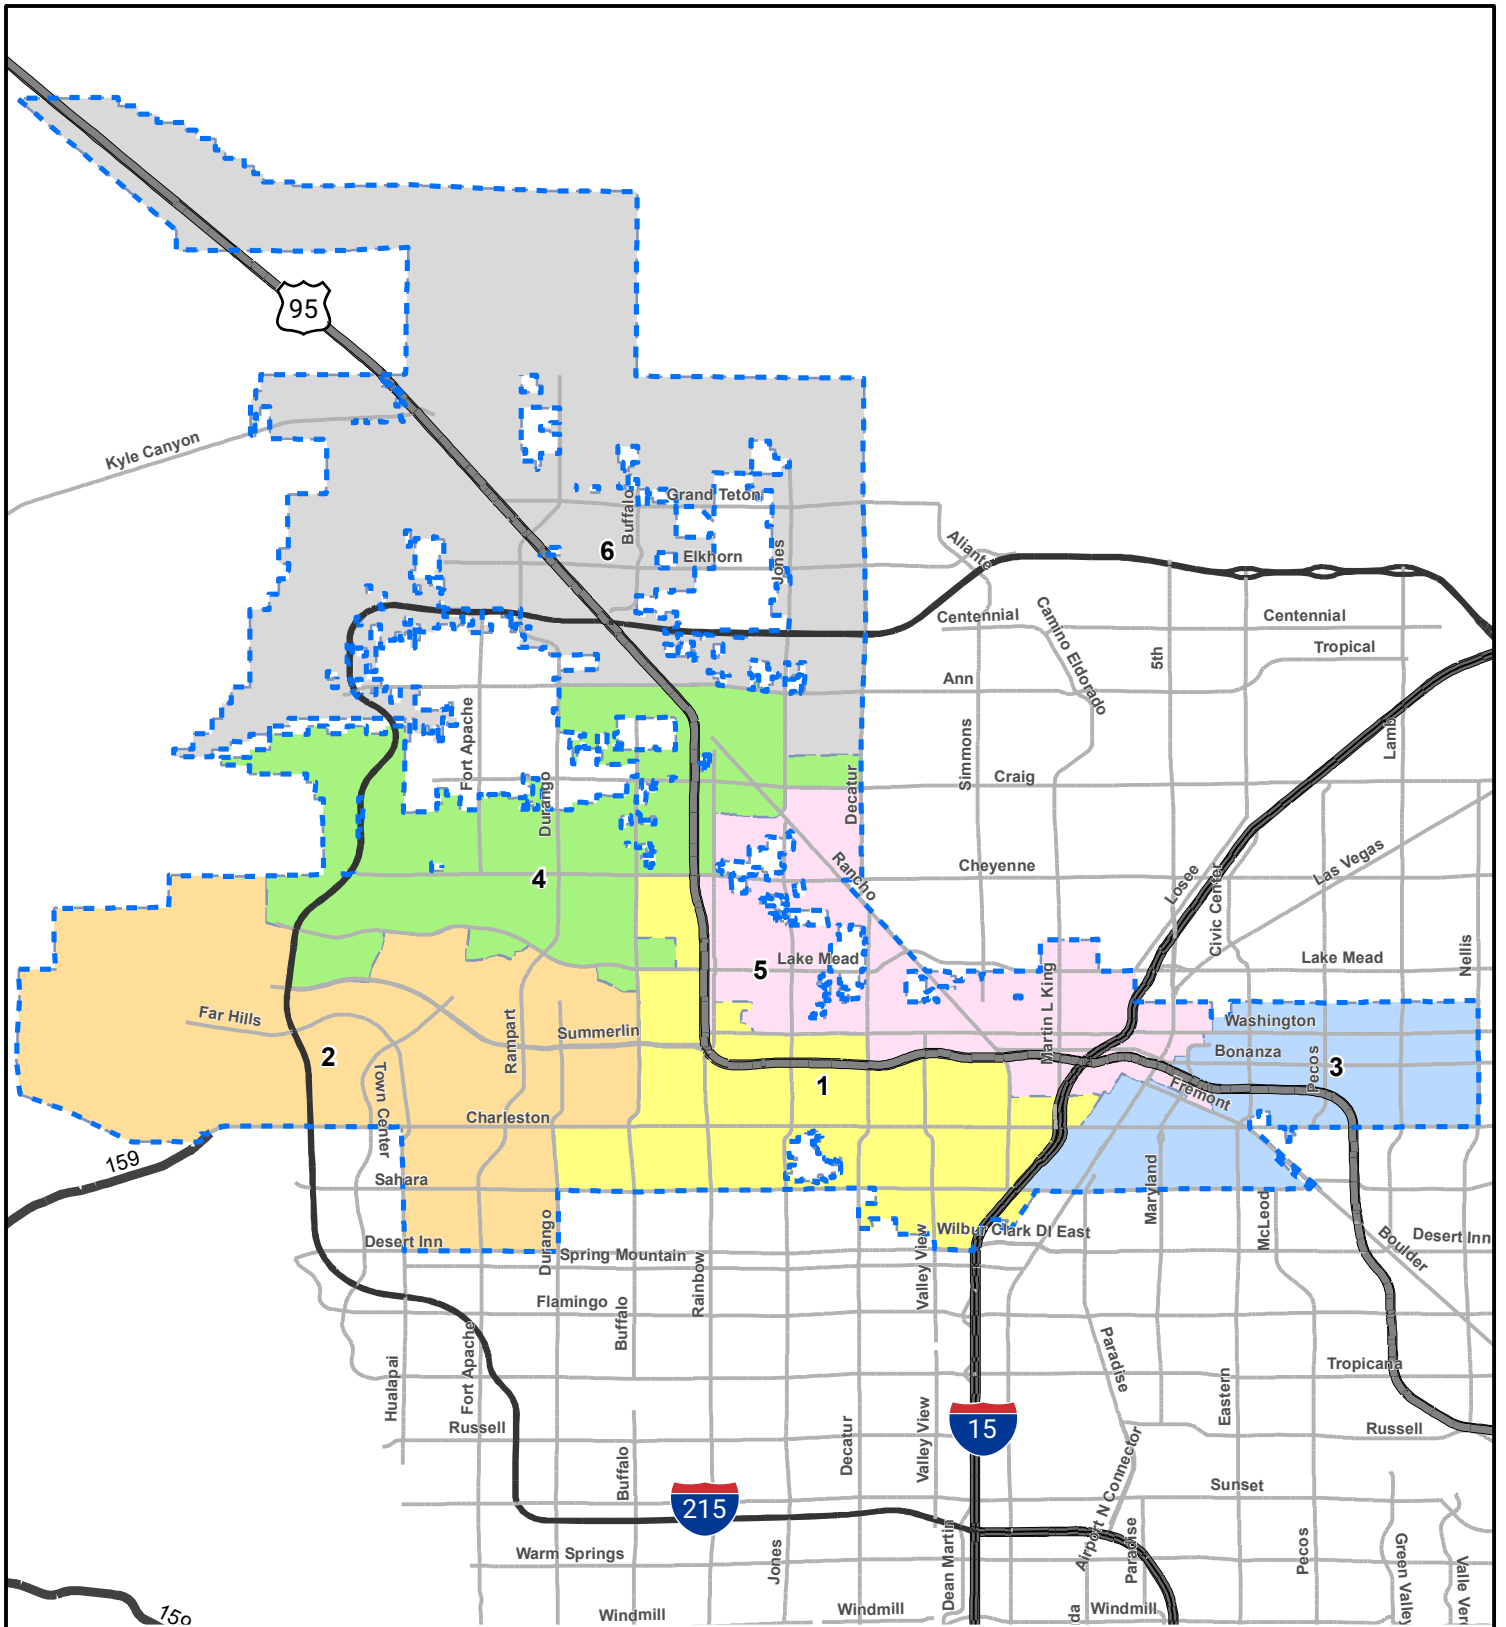 95
Kyle Canyon
Grand Teton
Buffalo
6
Elkhorn
Jones
Aliante
Centennial
Camino Eldorado
Centennial
5th
Tropical
Ann
Fort Apache
Simmons
Lamb
Durango
Decatur
Craig
4
Rancho
Cheyenne
Losee
Civic Center
Las Vegas
Nellis
5
Lake Mead
Lake Mead
Martin L King
Far Hills
Rampart
Summerlin
Washington
Bonanza
Pecos
3
2
Town Center
1
Fremont
Charleston
159
Sahara
Maryland
McLeod
Desert Inn
Durango
Spring Mountain
Rainbow
Valley View
Wilbur Clark DI East
Boulder
Desert Inn
Flamingo
Buffalo
Paradise
Tropicana
Hualapai
Fort Apache
Russell
Decatur
Valley View
15
Eastern
Russell
Buffalo
215
Airport N Connector
Sunset
Warm Springs
Jones
Dean Martin
Paradise
Pecos
Green Valley
Valle Ver
159
Windmill
Windmill
da
Windmill